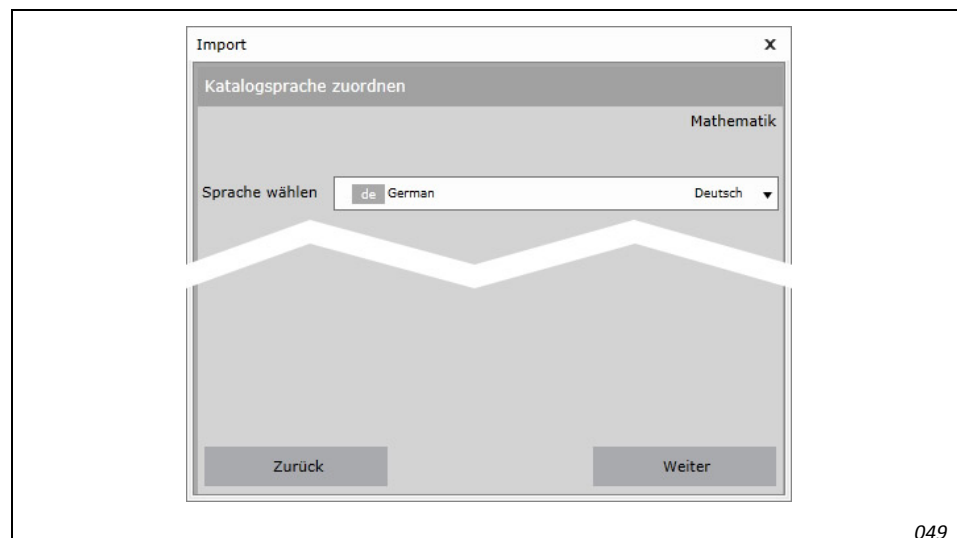 Import x
Katalogsprache zuordnen
Mathematik
Sprache wählen de German Deutsch ▼
Zurück Weiter
049